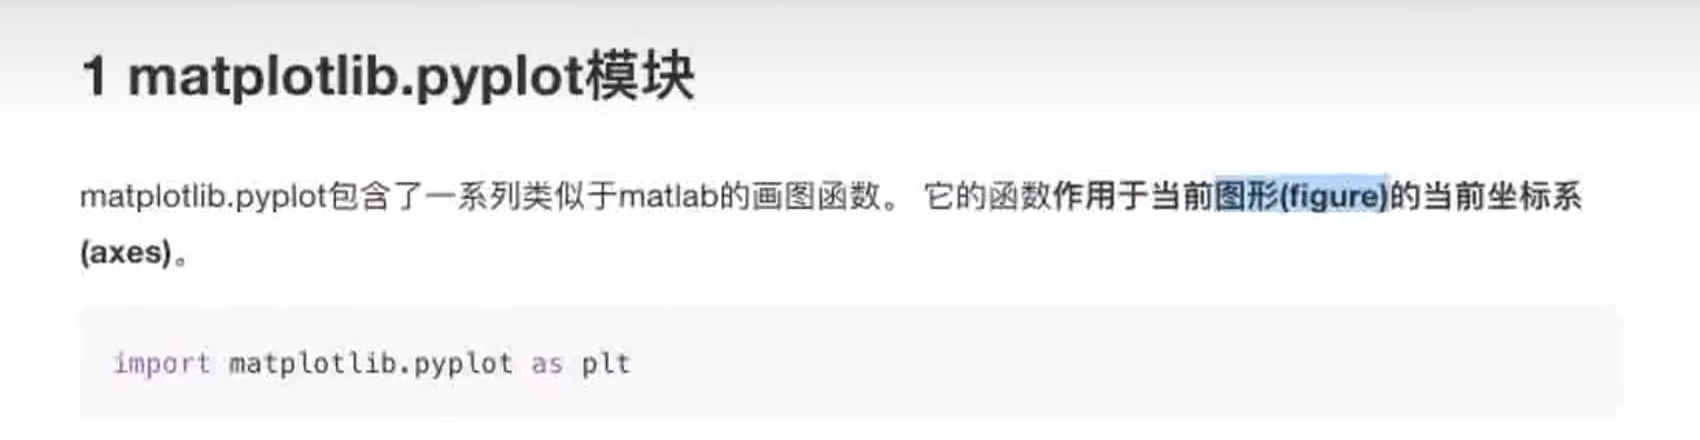 1 matplotlib.pyplot模块
matplotlib.pyplot包含了一系列类似于matlab的画图函数。 它的函数作用于当前图形(figure)的当前坐标系
(axes)。
import matplotlib.pyplot as plt